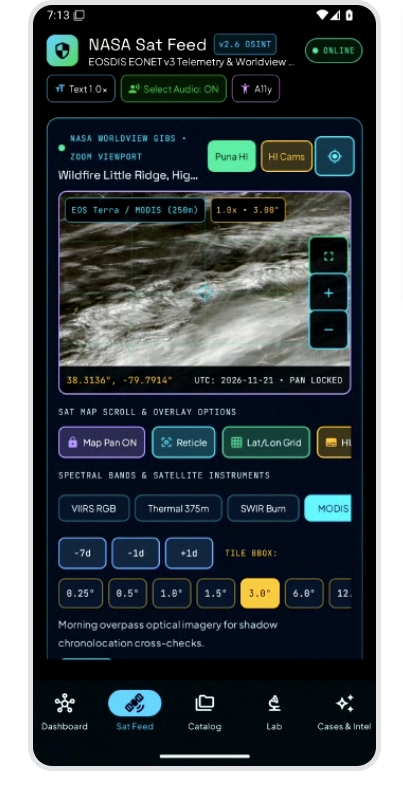 7:13
NASA Sat Feed v2.6 OSINT
EOSDIS EONET v3 Telemetry & Worldview ...
ONLINE
Text 1.0x
Select Audio: ON
A11y
NASA WORLDVIEW GIBS •
ZOOM VIEWPORT
Wildfire Little Ridge, Hig...
Puna HI
HI Cams
EOS Terra / MODIS (250m)
1.0x • 3.00°
+
−
38.3136°, -79.7914°
UTC: 2026-11-21 • PAN LOCKED
SAT MAP SCROLL & OVERLAY OPTIONS
Map Pan ON
Reticle
Lat/Lon Grid
SPECTRAL BANDS & SATELLITE INSTRUMENTS
VIIRS RGB
Thermal 375m
SWIR Burn
MODIS
-7d
-1d
+1d
TILE BBOX:
0.25°
0.5°
1.0°
1.5°
3.0°
6.0°
12.
Morning overpass optical imagery for shadow
chronolocation cross-checks.
Dashboard
Sat Feed
Catalog
Lab
Cases & Intel